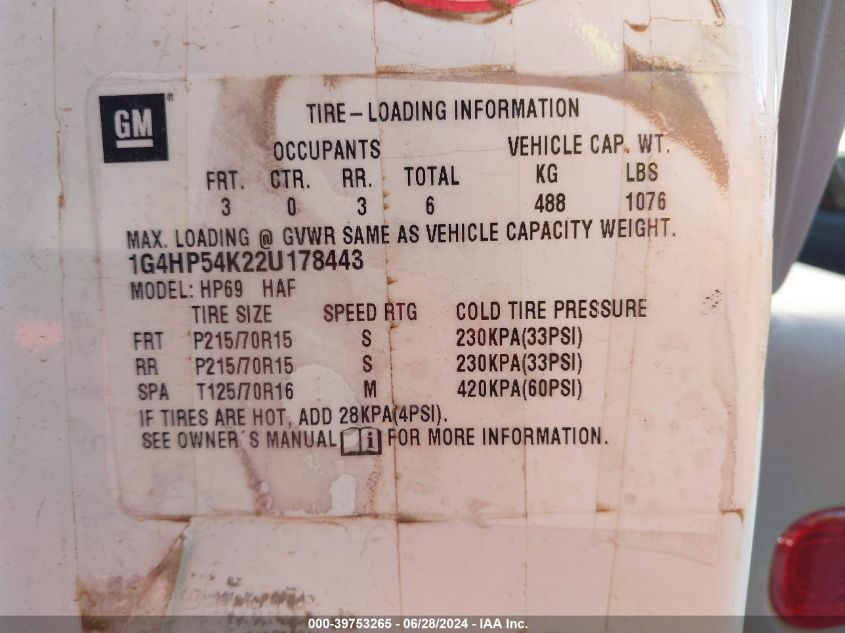 GM ®
TIRE-LOADING INFORMATION
OCCUPANTS VEHICLE CAP. WT.
FRT. CTR. RR. TOTAL KG LBS
3 0 3 6 488 1076
MAX. LOADING @ GVWR SAME AS VEHICLE CAPACITY WEIGHT.
1G4HP54K22U178443
MODEL: HP69 HAF
TIRE SIZE SPEED RTG COLD TIRE PRESSURE
FRT P215/70R15 S 230KPA(33PSI)
RR P215/70R15 S 230KPA(33PSI)
SPA T125/70R16 M 420KPA(60PSI)
IF TIRES ARE HOT, ADD 28KPA(4PSI).
SEE OWNER´S MANUAL i FOR MORE INFORMATION.
000-39753265 - 06/28/2024 - IAA Inc.